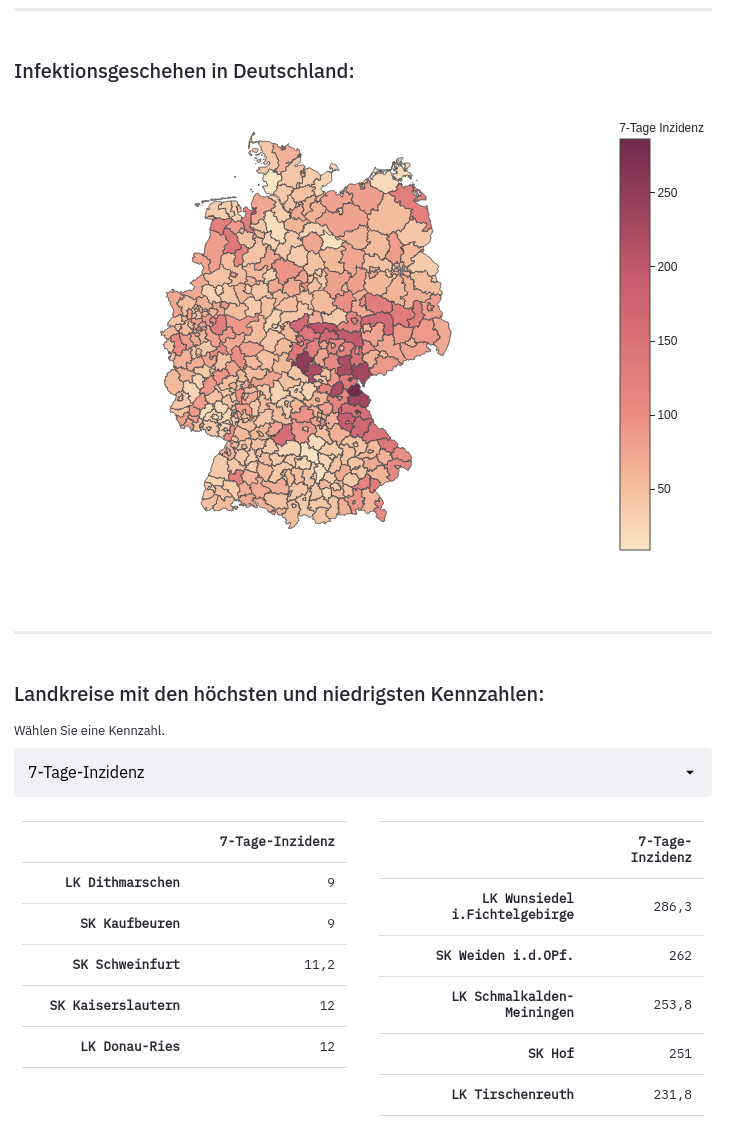 Infektionsgeschehen in Deutschland:
7-Tage Inzidenz
250
200
150
100
50
Landkreise mit den höchsten und niedrigsten Kennzahlen:
Wählen Sie eine Kennzahl.
7-Tage-Inzidenz
7-Tage-Inzidenz
LK Dithmarschen 9
SK Kaufbeuren 9
SK Schweinfurt 11,2
SK Kaiserslautern 12
LK Donau-Ries 12
7-Tage-
Inzidenz
LK Wunsiedel
i.Fichtelgebirge 286,3
SK Weiden i.d.OPf. 262
LK Schmalkalden-
Meiningen 253,8
SK Hof 251
LK Tirschenreuth 231,8